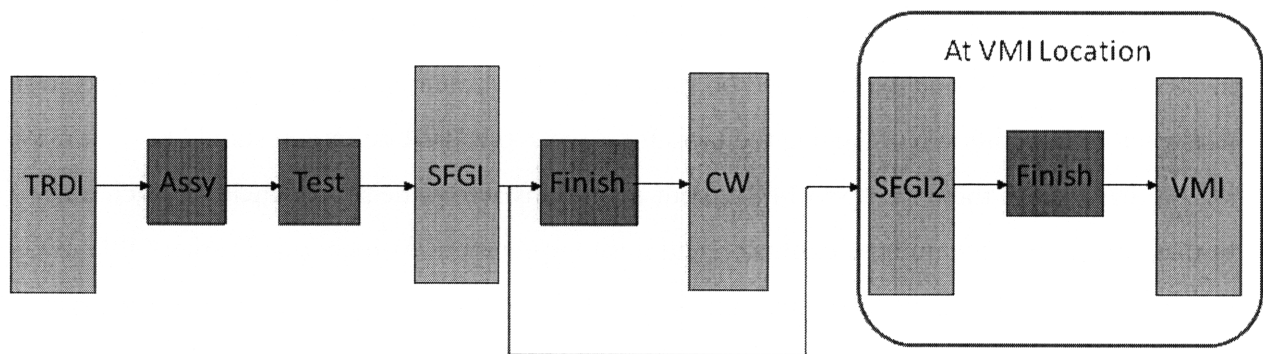 At VMI Location
TRDI
Assy
Test
SFGI
Finish
CW
SFGI2
Finish
VMI